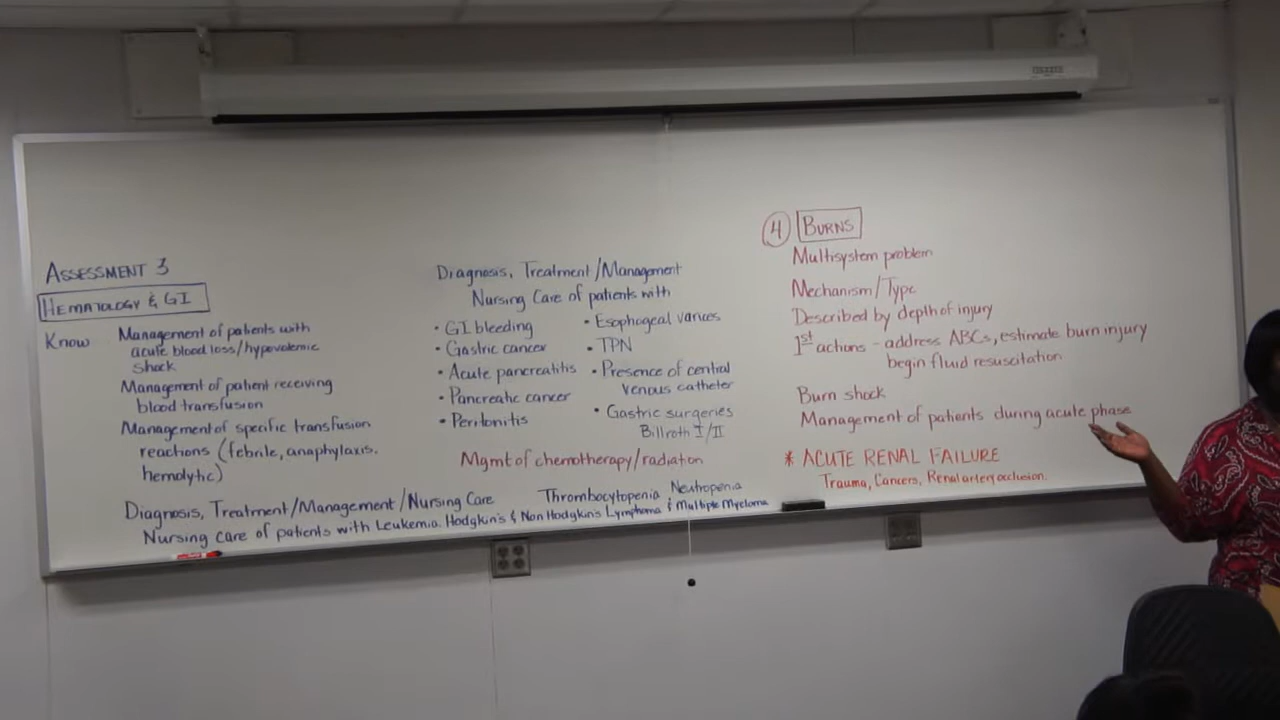 ASSESSMENT 3
HEMATOLOGY & GI
Know Management of patients with
acute blood loss/hypovolemic
shock
Management of patient receiving
blood transfusion
Management of specific transfusion
reactions (febrile, anaphylaxis.
hemolytic)
Diagnosis, Treatment/Management/Nursing Care Thrombocytopenia Neutropenia
Nursing care of patients with Leukemia. Hodgkin's & Non Hodgkin's Lymphoma & Multiple Myeloma
Diagnosis, Treatment/Management
Nursing Care of patients with
• GI bleeding
• Gastric cancer
• Acute pancreatitis
• Pancreatic cancer
• Peritonitis
• Esophogeal varices
• TPN
• Presence of central
venous catheter
• Gastric surgeries
Billroth I/II
Mgmt of chemotherapy/radiation
4 BURNS
Multisystem problem
Mechanism/Type
Described by depth of injury
1st actions - address ABCs, estimate burn injury
begin fluid resuscitation
Burn shock
Management of patients during acute phase
* ACUTE RENAL FAILURE
Trauma, Cancers, Renal artery occlusion.